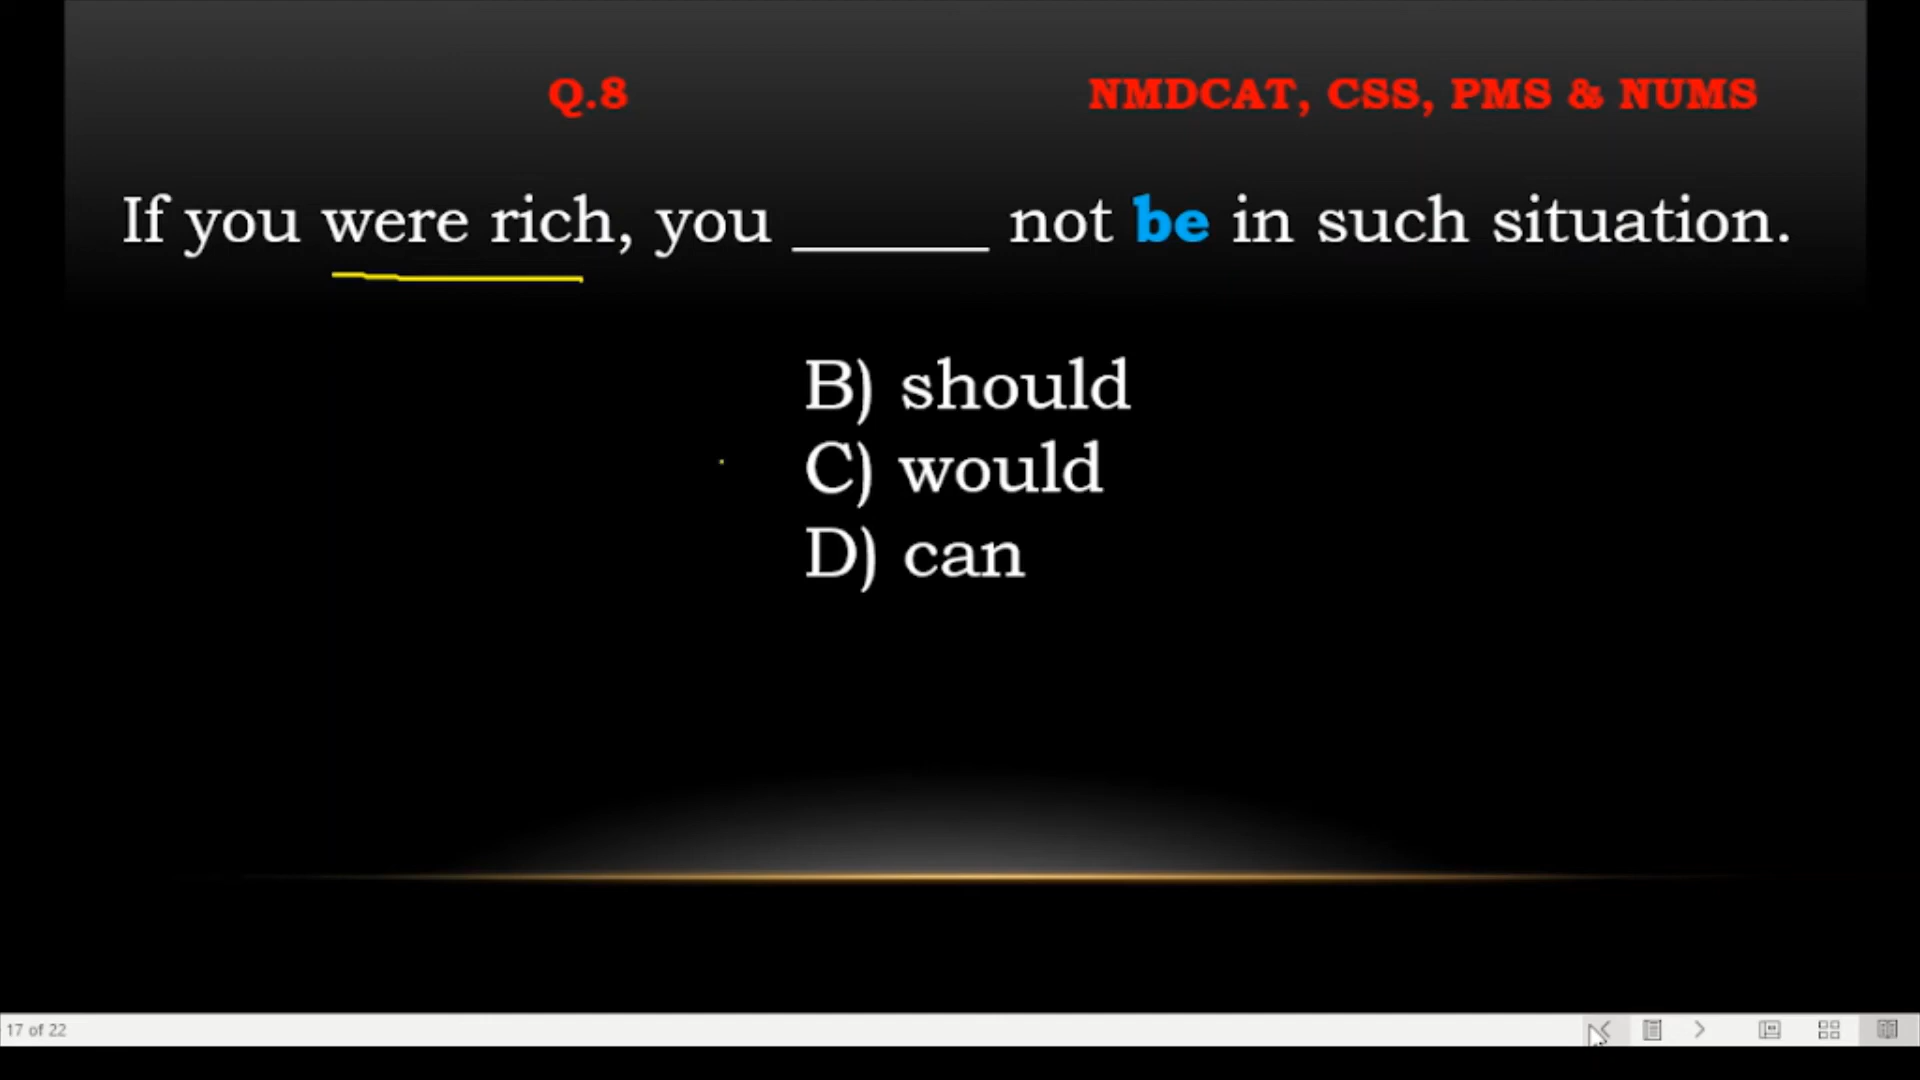 Q.8 NMDCAT, CSS, PMS & NUMS
If you were rich, you ______ not be in such situation.
B) should
C) would
D) can
17 of 22